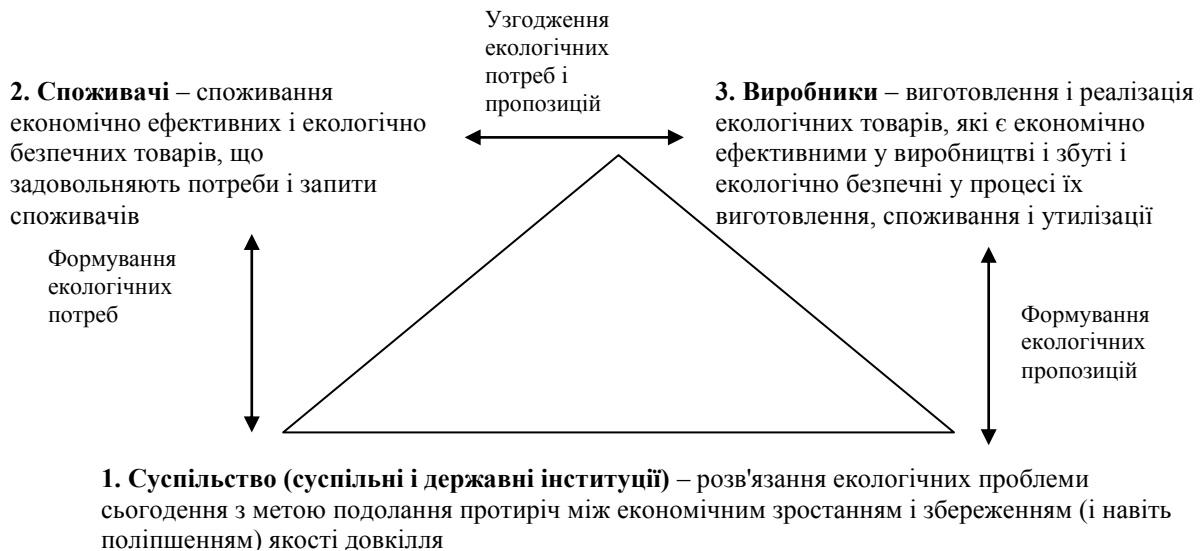 Узгодження
екологічних
потреб і
пропозицій
2. Споживачі – споживання
економічно ефективних і екологічно
безпечних товарів, що
задовольняють потреби і запити
споживачів
3. Виробники – виготовлення і реалізація
екологічних товарів, які є економічно
ефективними у виробництві і збуті і
екологічно безпечні у процесі їх
виготовлення, споживання і утилізації
Формування
екологічних
потреб
Формування
екологічних
пропозицій
1. Суспільство (суспільні і державні інституції) – розв'язання екологічних проблеми
сьогодення з метою подолання протиріч між економічним зростанням і збереженням (і навіть
поліпшенням) якості довкілля